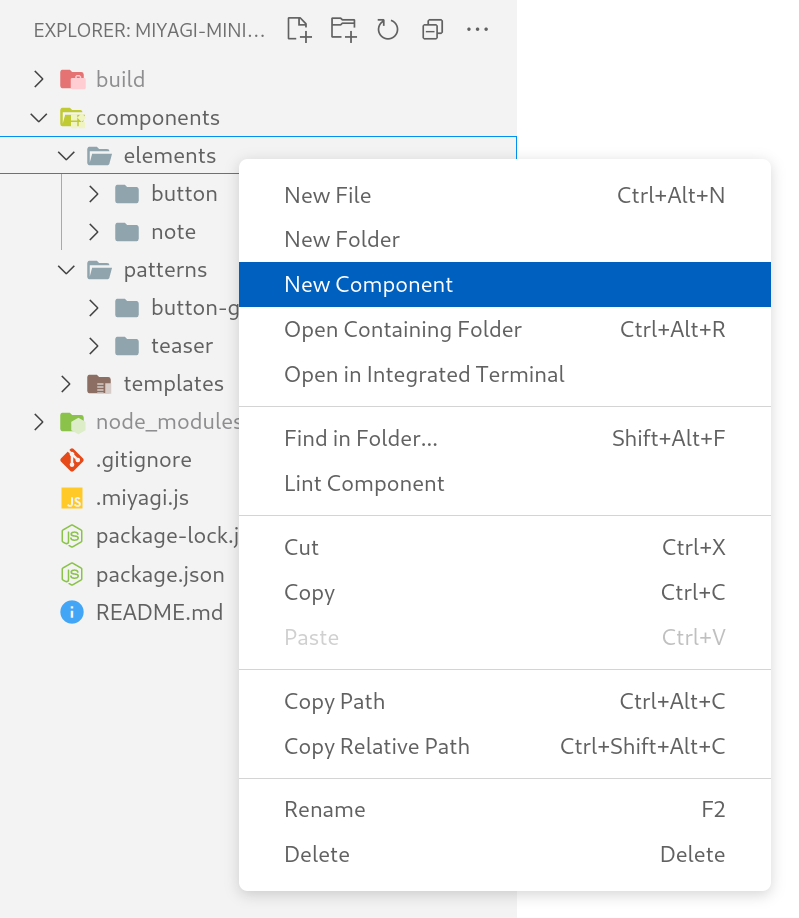 EXPLORER: MIYAGI-MINI...
build
components
elements
button
note
patterns
button-g
teaser
templates
node_modules
.gitignore
.miyagi.js
package-lock.j
package.json
README.md
New File Ctrl+Alt+N
New Folder
New Component
Open Containing Folder Ctrl+Alt+R
Open in Integrated Terminal
Find in Folder... Shift+Alt+F
Lint Component
Cut Ctrl+X
Copy Ctrl+C
Paste Ctrl+V
Copy Path Ctrl+Alt+C
Copy Relative Path Ctrl+Shift+Alt+C
Rename F2
Delete Delete